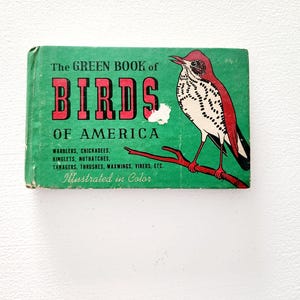 The GREEN BOOK of
BIRDS
OF AMERICA
WARBLERS, CHICKADEES,
KINGLETS, NUTHATCHES,
TANAGERS, THRUSHES, WAXWINGS, VIREOS, ETC.
Illustrated in Color